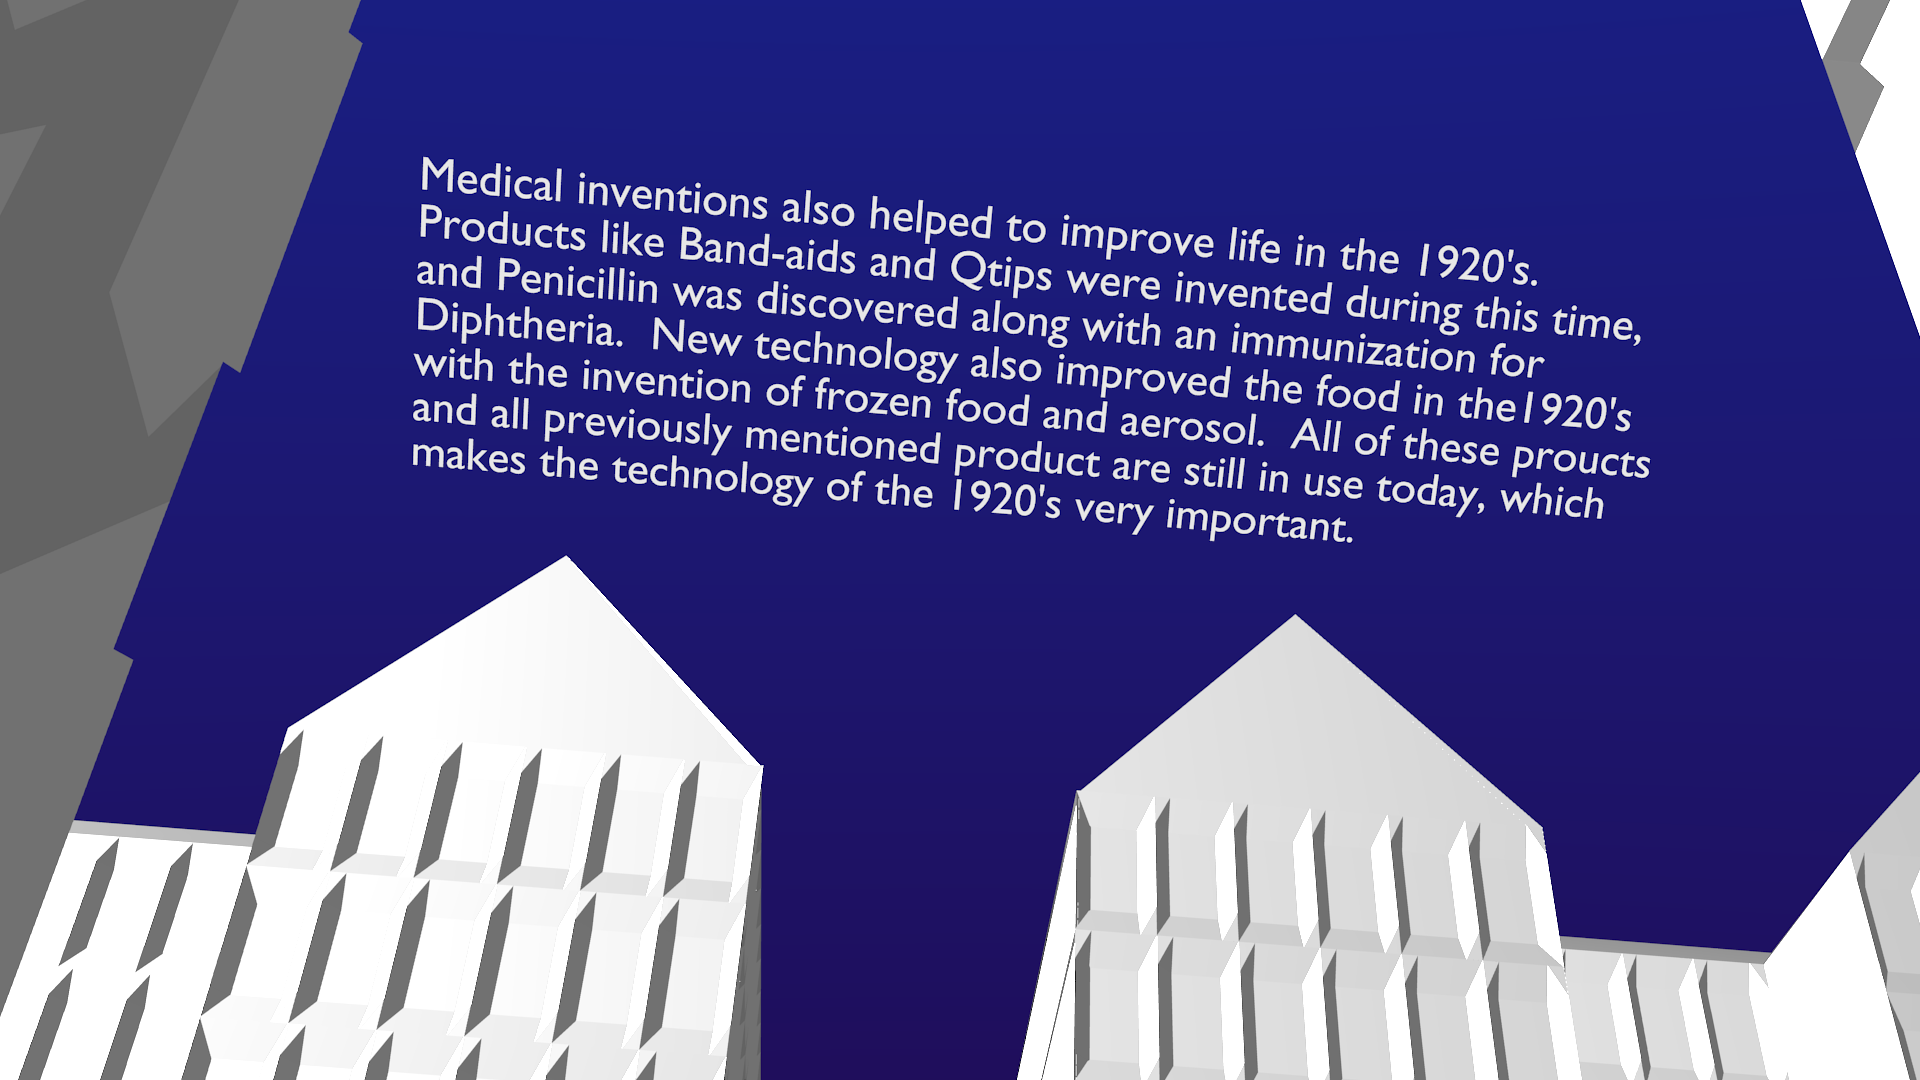 Medical inventions also helped to improve life in the 1920's.
Products like Band-aids and Qtips were invented during this time,
and Penicillin was discovered along with an immunization for
Diphtheria.  New technology also improved the food in the1920's
with the invention of frozen food and aerosol.  All of these proucts
and all previously mentioned product are still in use today, which
makes the technology of the 1920's very important.